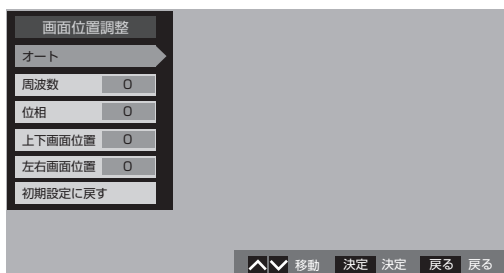 画面位置調整
オート
周波数 0
位相 0
上下画面位置 0
左右画面位置 0
初期設定に戻す
移動 決定 決定 戻る 戻る